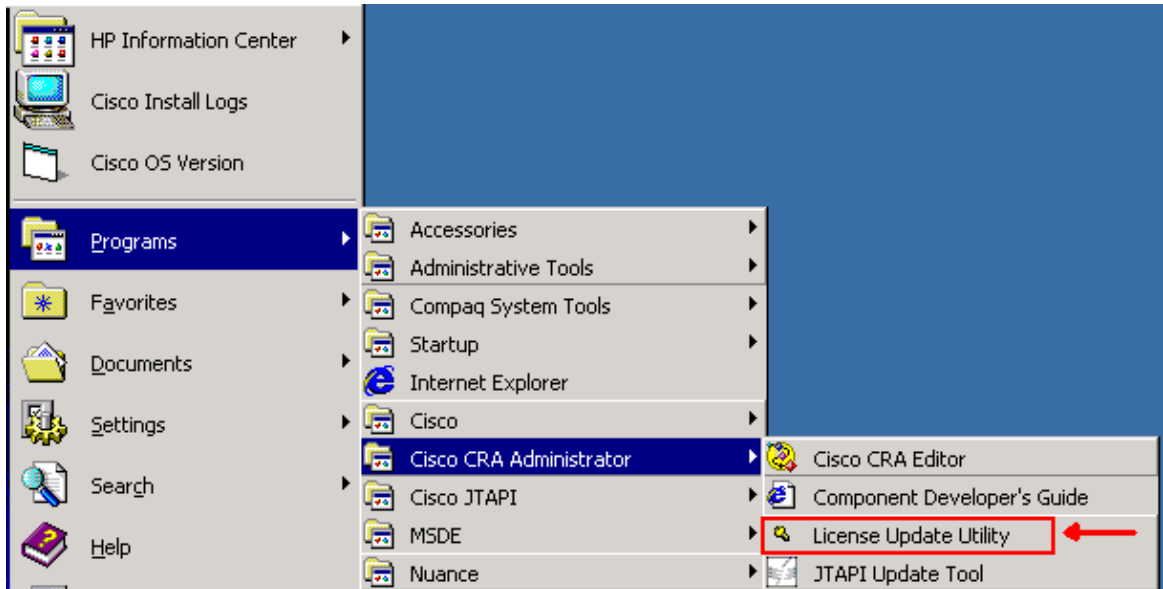 HP Information Center
Cisco Install Logs
Cisco OS Version
Programs
Favorites
Documents
Settings
Search
Help
Accessories
Administrative Tools
Compaq System Tools
Startup
Internet Explorer
Cisco
Cisco CRA Administrator
Cisco JTAPI
MSDE
Nuance
Cisco CRA Editor
Component Developer's Guide
License Update Utility
JTAPI Update Tool